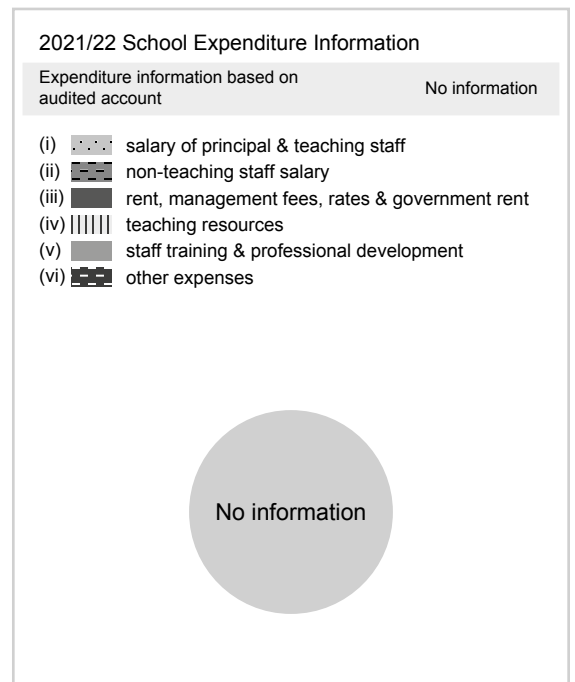 2021/22 School Expenditure Information
Expenditure information based on
audited account
No information
(i) salary of principal & teaching staff
(ii) non-teaching staff salary
(iii) rent, management fees, rates & government rent
(iv) teaching resources
(v) staff training & professional development
(vi) other expenses
No information